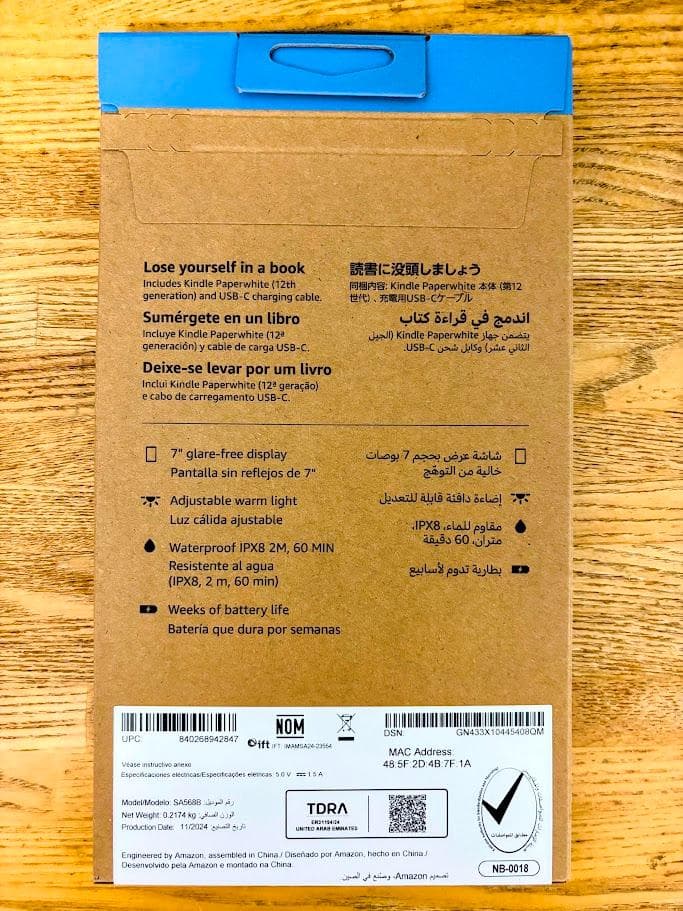 Lose yourself in a book
Includes Kindle Paperwhite (12th
generation) and USB-C charging cable.
Sumérgete en un libro
Incluye Kindle Paperwhite (12ª
generación) y cable de carga USB-C.
Deixe-se levar por um livro
Inclui Kindle Paperwhite (12ª geração)
e cabo de carregamento USB-C.
読書に没頭しましょう
同梱内容: Kindle Paperwhite 本体 (第12
世代) 、充電用USB-Cケーブル
اندمج في قراءة كتاب
يتضمن جهاز Kindle Paperwhite (الجيل
الثاني عشر) وكابل شحن USB-C.
7" glare-free display
Pantalla sin reflejos de 7"
Adjustable warm light
Luz cálida ajustable
Waterproof IPX8 2M, 60 MIN
Resistente al agua
(IPX8, 2 m, 60 min)
Weeks of battery life
Batería que dura por semanas
شاشة عرض بحجم 7 بوصات
خالية من التوهّج
إضاءة دافئة قابلة للتعديل
مقاوم للماء، IPX8،
متران، 60 دقيقة
بطارية تدوم لأسابيع
UPC: 840268942847
NOM
ift IFT: IMAMSA24-23554
DSN: GN433X10445408QM
MAC Address:
48:5F:2D:4B:7F:1A
Véase instructivo anexo
Especificaciones eléctricas/Especificações elétricas: 5.0 V ⎓ 1.5 A
Model/Modelo: SA568B رقم الموديل:
Net Weight: 0.2174 kg الوزن الصافي:
Production Date: 11/2024 تاريخ التصنيع:
TDRA
ER31194/24
UNITED ARAB EMIRATES
مطابق للمواصفات
NB-0018
Engineered by Amazon, assembled in China./ Diseñado por Amazon, hecho en China./
Desenvolvido pela Amazon e montado na China.
تصميم Amazon، وصنع في الصين